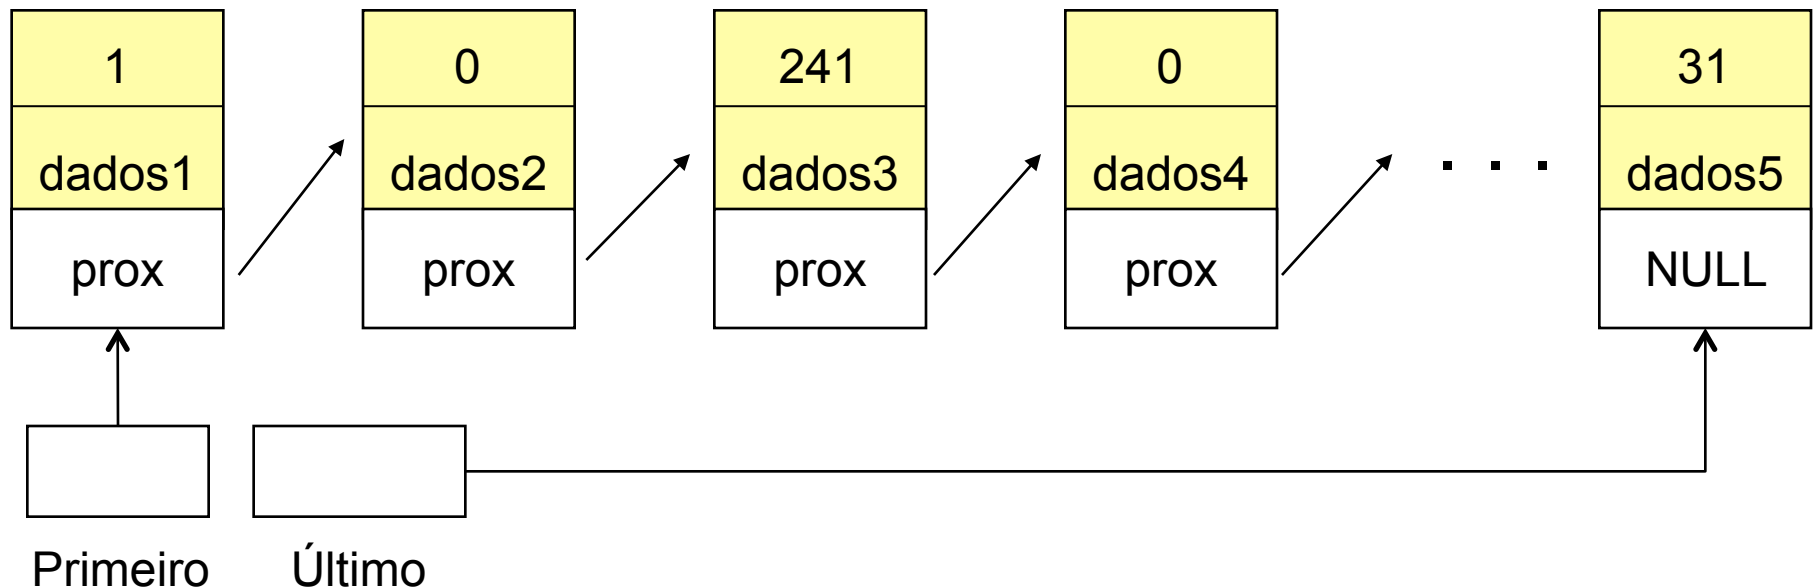 1 0 241 0 31
dados1 dados2 dados3 dados4 . . . dados5
prox prox prox prox NULL
Primeiro Último